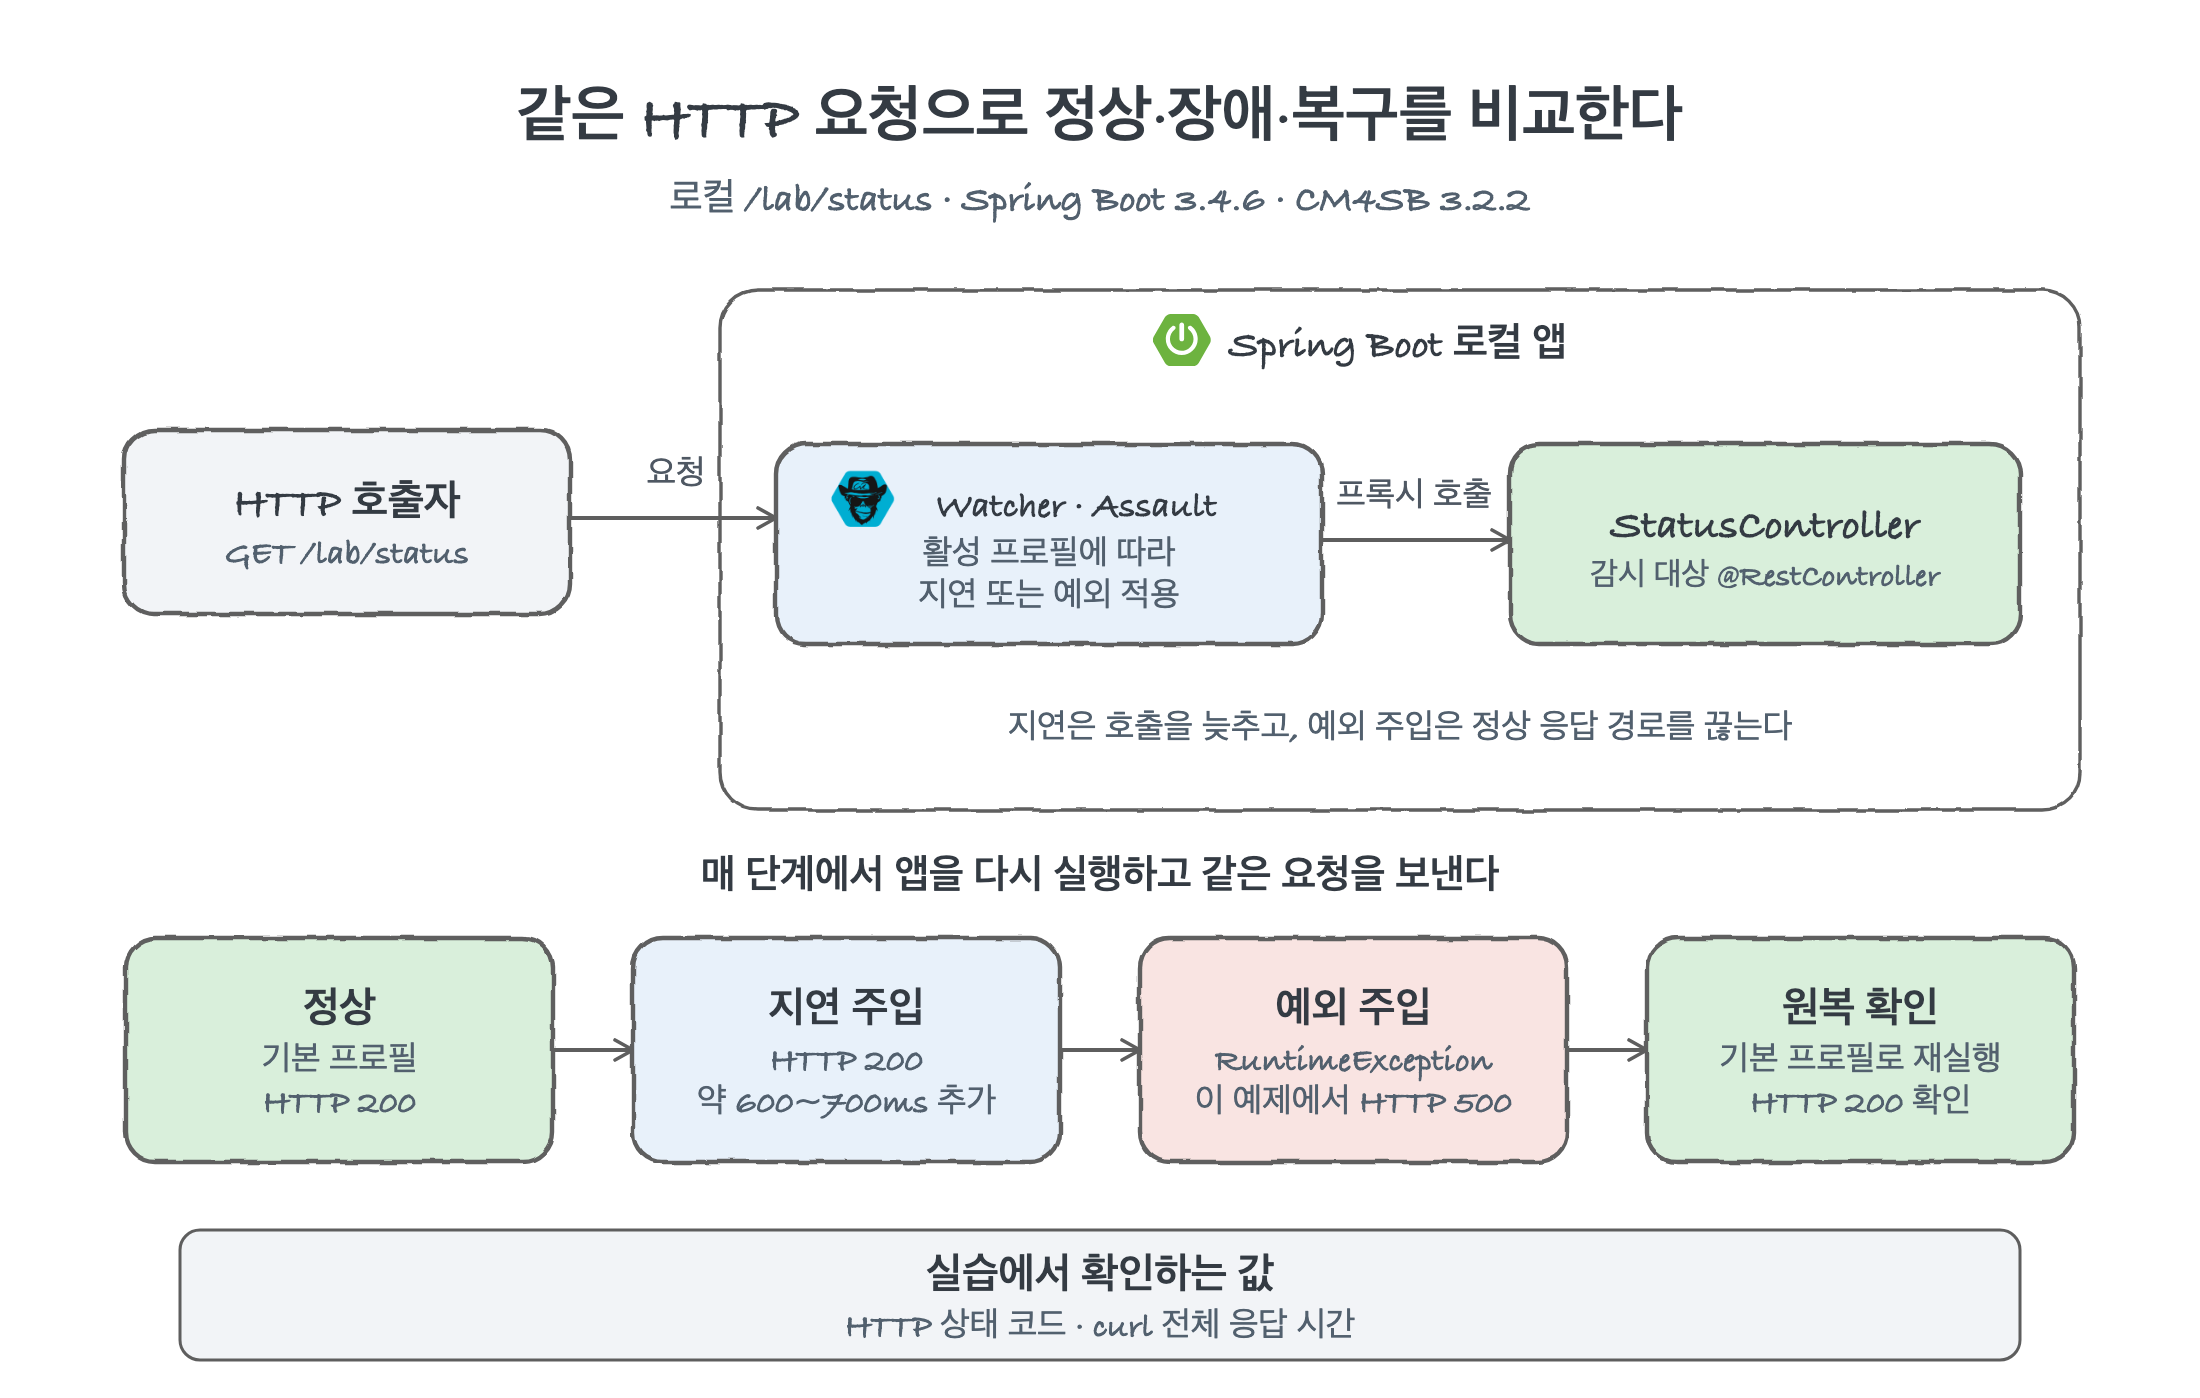 같은 HTTP 요청으로 정상·장애·복구를 비교한다
로컬 /lab/status · Spring Boot 3.4.6 · CM4SB 3.2.2
Spring Boot 로컬 앱
HTTP 호출자
GET /lab/status
요청
Watcher · Assault
활성 프로필에 따라
지연 또는 예외 적용
프록시 호출
StatusController
감시 대상 @RestController
지연은 호출을 늦추고, 예외 주입은 정상 응답 경로를 끊는다
매 단계에서 앱을 다시 실행하고 같은 요청을 보낸다
정상
기본 프로필
HTTP 200
지연 주입
HTTP 200
약 600~700ms 추가
예외 주입
RuntimeException
이 예제에서 HTTP 500
원복 확인
기본 프로필로 재실행
HTTP 200 확인
실습에서 확인하는 값
HTTP 상태 코드 · curl 전체 응답 시간